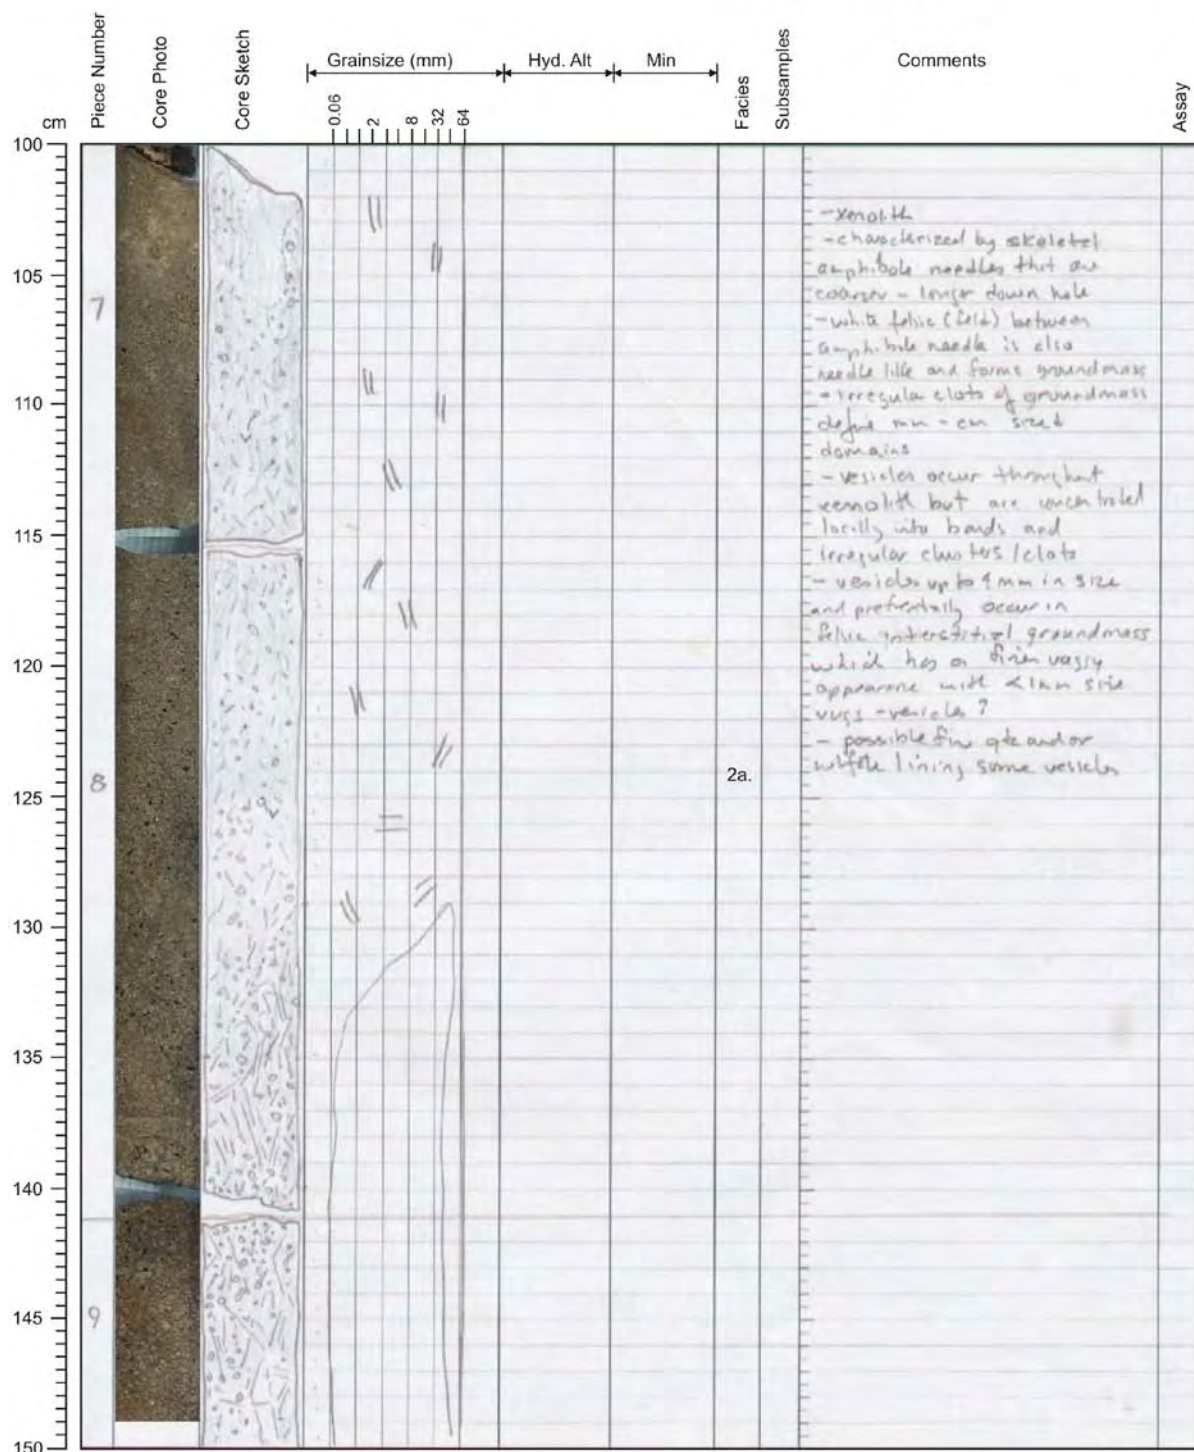 Piece Number
Core Photo
Core Sketch
Grainsize (mm)
Hyd. Alt
Min
Facies
Subsamples
Comments
Assay
cm
0.06
2
8
32
64
100
105
110
115
120
125
130
135
140
145
150
7
8
9
2a.
-xenolith
-characterized by skeletal
amphibole needles that are
coarser - longer down hole
-white felsic (feld) between
amphibole needle is also
needle like and forms groundmass
- irregular clots of groundmass
define mm - cm sized
domains
- vesicles occur throughout
xenolith but are concentrated
locally into bands and
irregular clusters / clots
- vesicles up to 4mm in size
and preferentially occur in
felsic interstitial groundmass
which has a finer vuggy
appearance with <1mm size
vugs - vesicles ?
- possible fine qtz and or
sulfide lining some vesicles